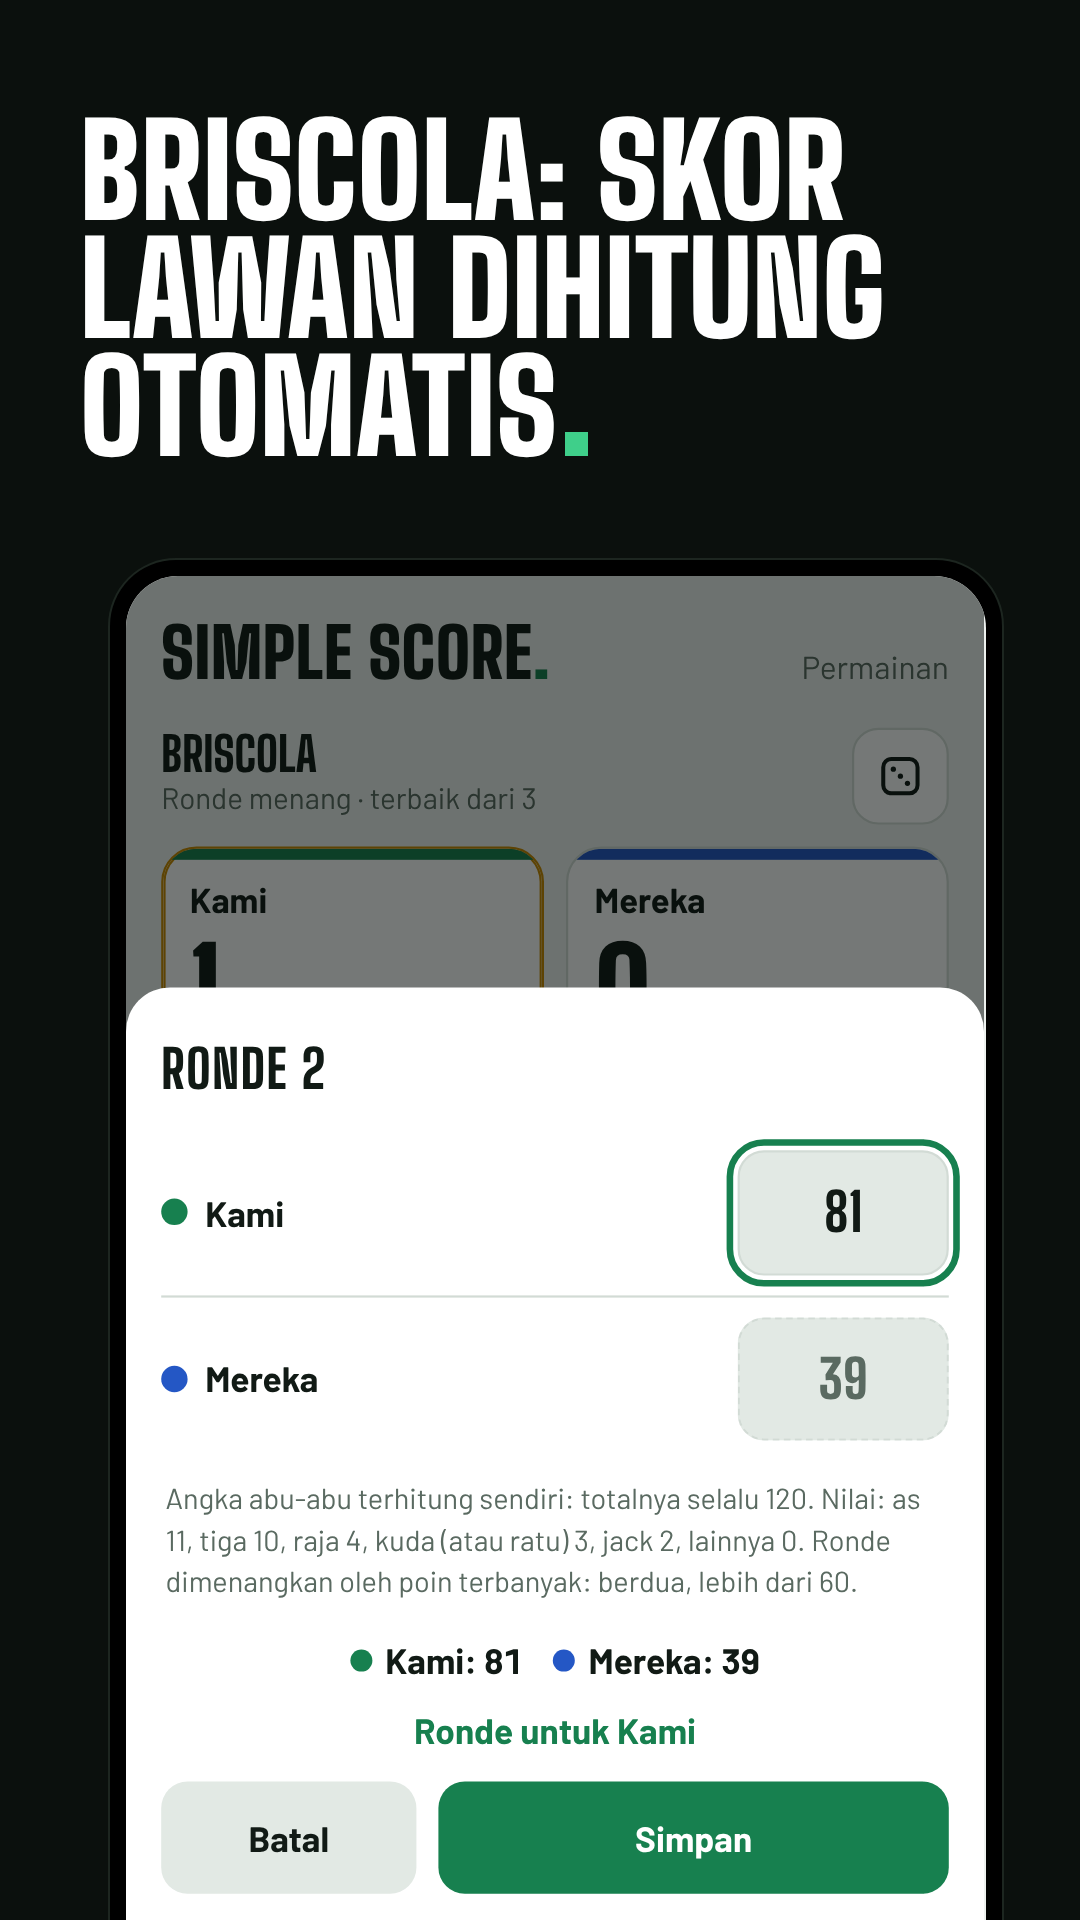 BRISCOLA: SKOR
LAWAN DIHITUNG
OTOMATIS.
SIMPLE SCORE.
Permainan
BRISCOLA
Ronde menang · terbaik dari 3
Kami
Mereka
1
0
RONDE 2
Kami
81
Mereka
39
Angka abu-abu terhitung sendiri: totalnya selalu 120. Nilai: as
11, tiga 10, raja 4, kuda (atau ratu) 3, jack 2, lainnya 0. Ronde
dimenangkan oleh poin terbanyak: berdua, lebih dari 60.
Kami: 81 Mereka: 39
Ronde untuk Kami
Batal
Simpan